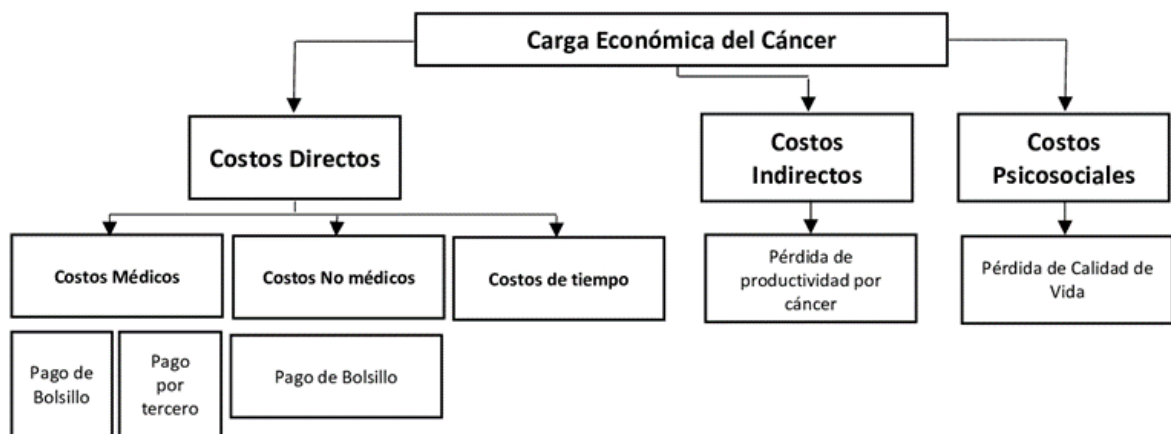 Carga Económica del Cáncer
Costos Directos
Costos
Indirectos
Costos
Psicosociales
Costos Médicos
Costos No médicos
Costos de tiempo
Pérdida de
productividad por
cáncer
Pérdida de Calidad de
Vida
Pago de
Bolsillo
Pago
por
tercero
Pago de Bolsillo